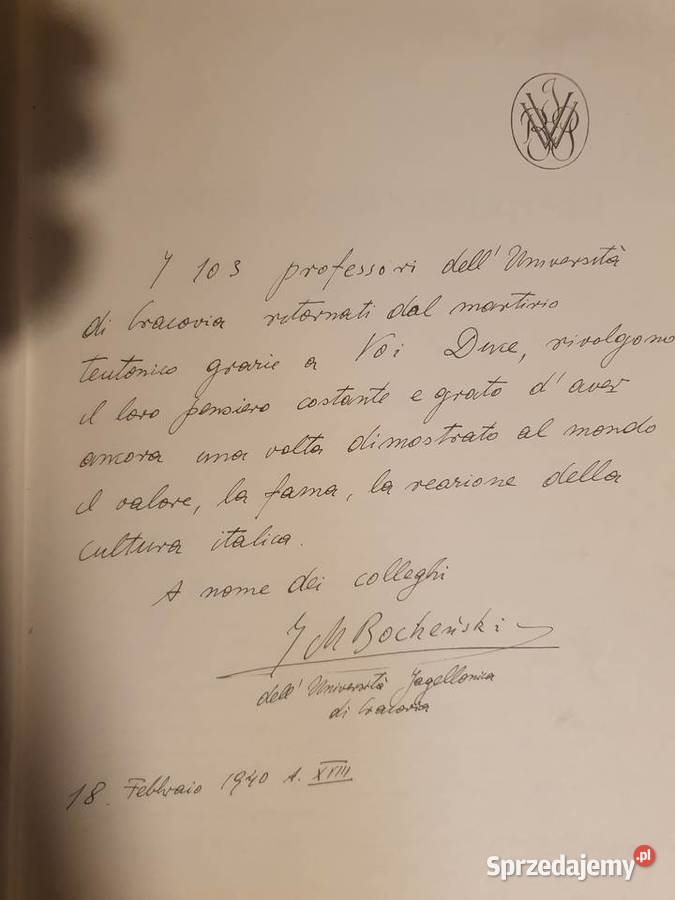 I 103 professori dell'Università
di Cracovia ritornati dal martirio
teutonico grazie a Voi Duce, rivolgono
il loro pensiero costante e grato d'aver
ancora una volta dimostrato al mondo
il valore, la fama, la reazione della
cultura italica.
A nome dei colleghi
J M Bocheński
dell'Università Jagellonica
di Cracovia
18. Febbraio 1940 A. XVIII
Sprzedajemy.pl